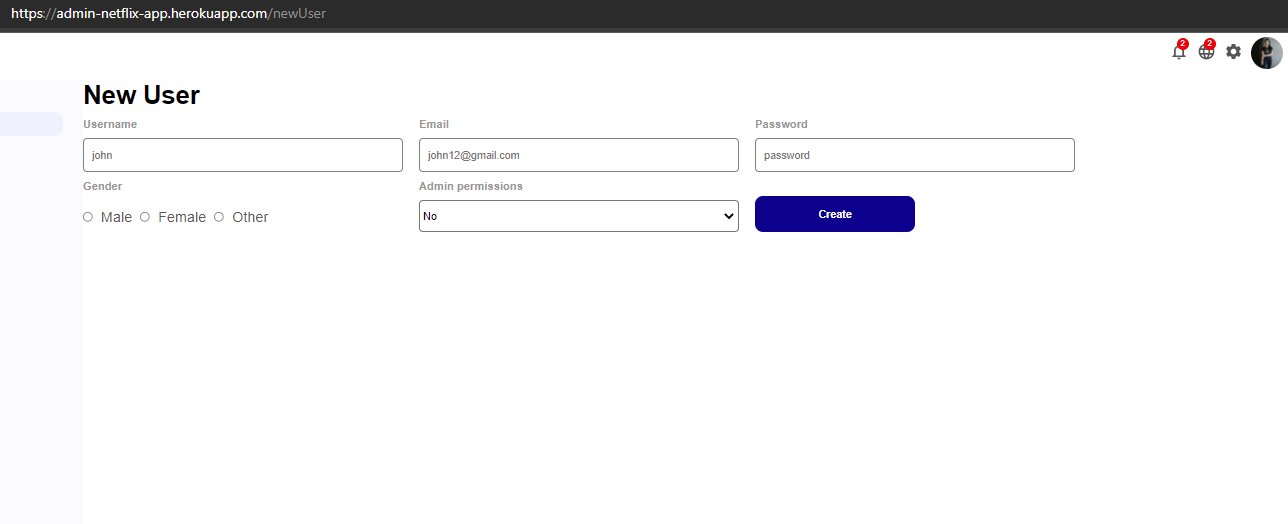 https://admin-netflix-app.herokuapp.com/newUser
2 2
New User
Username Email Password
john john12@gmail.com password
Gender Admin permissions
Male Female Other No Create